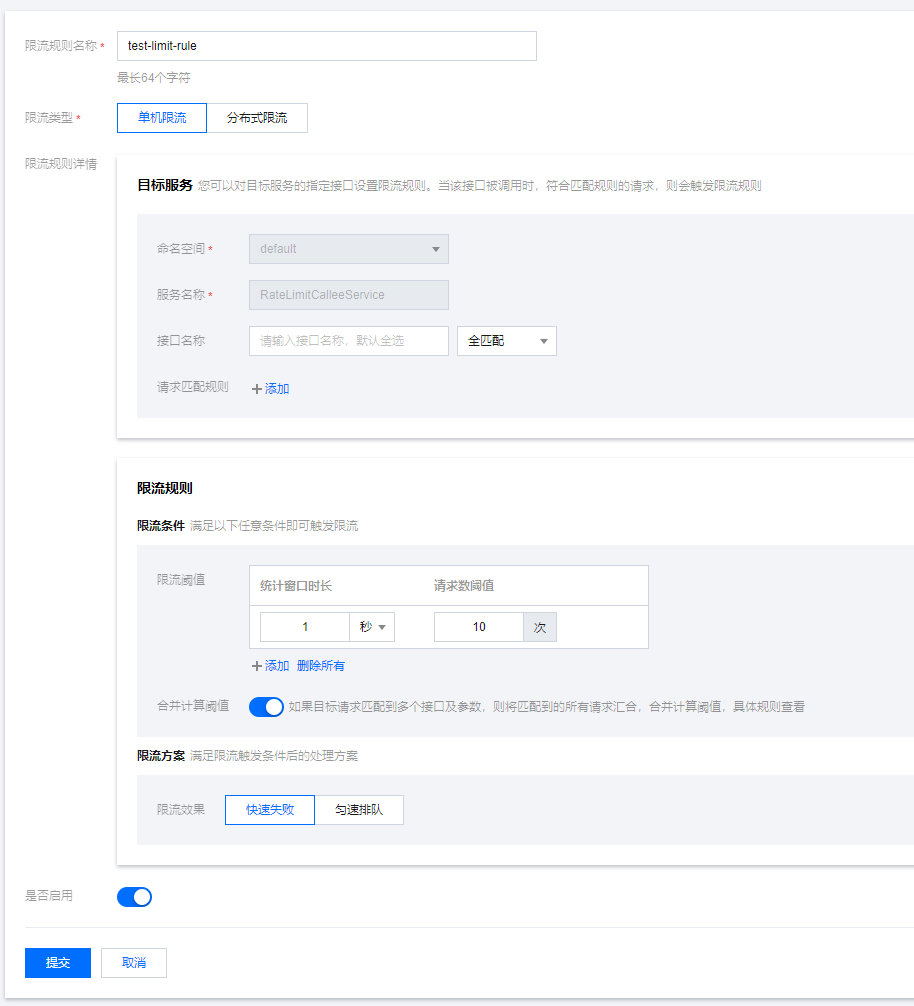 限流规则名称 * test-limit-rule
最长64个字符
限流类型 * 单机限流 分布式限流
限流规则详情
目标服务 您可以对目标服务的指定接口设置限流规则。当该接口被调用时，符合匹配规则的请求，则会触发限流规则
命名空间 * default
服务名称 * RateLimitCalleeService
接口名称 请输入接口名称，默认全选 全匹配
请求匹配规则 +添加
限流规则
限流条件 满足以下任意条件即可触发限流
限流阈值 统计窗口时长 请求数阈值
1 秒 10 次
+添加 删除所有
合并计算阈值 如果目标请求匹配到多个接口及参数，则将匹配到的所有请求汇合，合并计算阈值，具体规则查看
限流方案 满足限流触发条件后的处理方案
限流效果 快速失败 匀速排队
是否启用
提交 取消